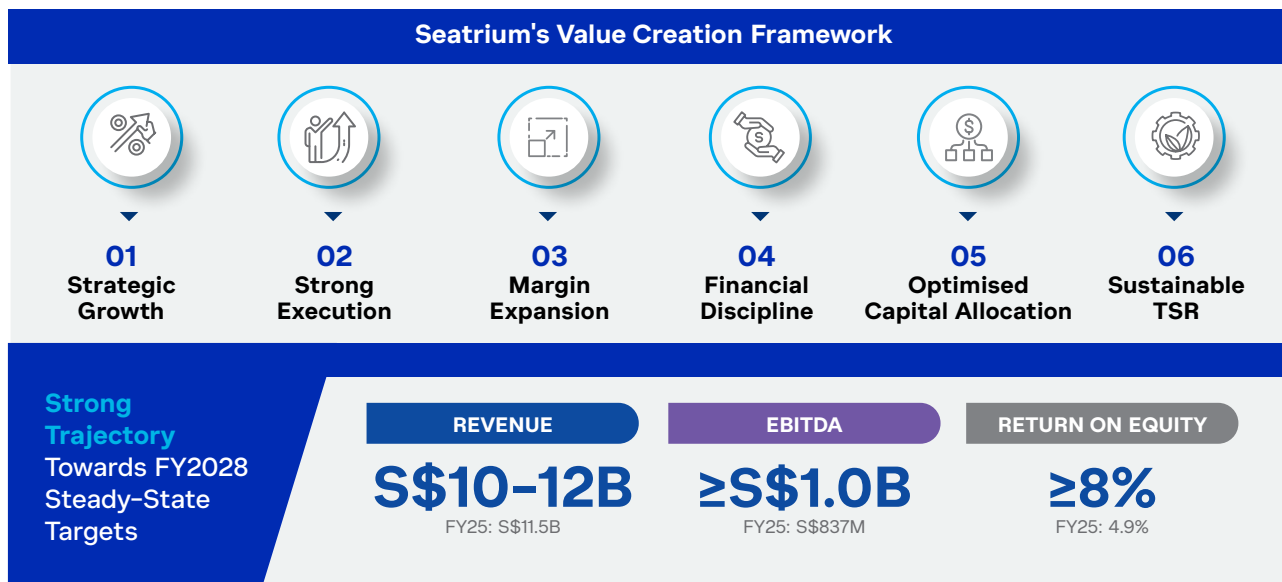 Seatrium's Value Creation Framework
01
Strategic
Growth
02
Strong
Execution
03
Margin
Expansion
04
Financial
Discipline
05
Optimised
Capital Allocation
06
Sustainable
TSR
Strong
Trajectory
Towards FY2028
Steady-State
Targets
REVENUE
S$10-12B
FY25: S$11.5B
EBITDA
≥S$1.0B
FY25: S$837M
RETURN ON EQUITY
≥8%
FY25: 4.9%